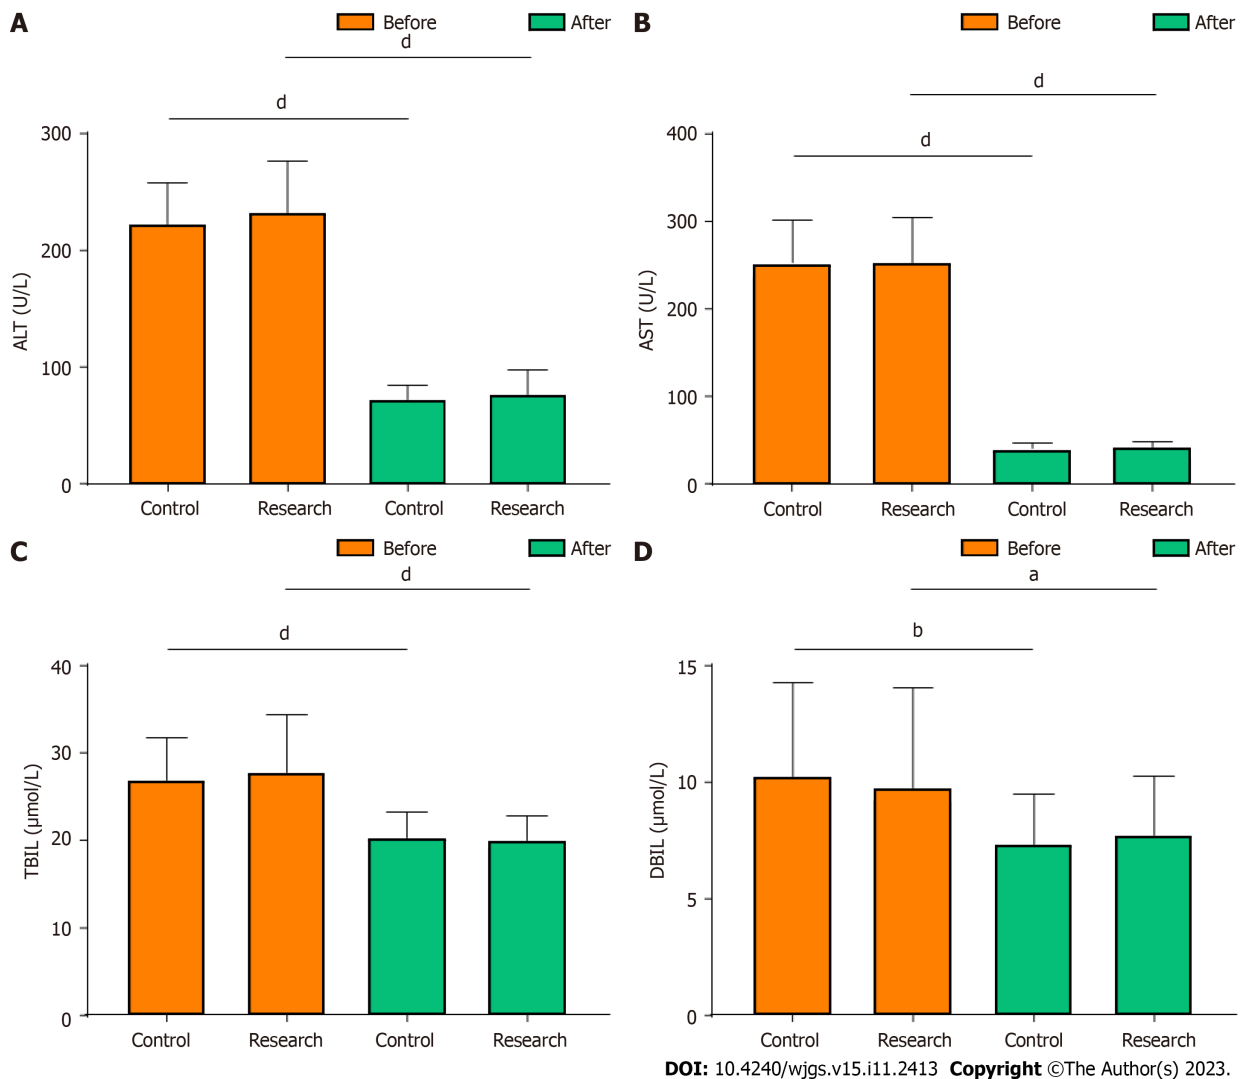 A
Before
After
d
d
300
200
100
0
ALT (U/L)
Control
Research
Control
Research
B
Before
After
d
d
400
300
200
100
0
AST (U/L)
Control
Research
Control
Research
C
Before
After
d
d
40
30
20
10
0
TBIL (μmol/L)
Control
Research
Control
Research
D
Before
After
a
b
15
10
5
0
DBIL (μmol/L)
Control
Research
Control
Research
DOI: 10.4240/wjgs.v15.i11.2413 Copyright ©The Author(s) 2023.